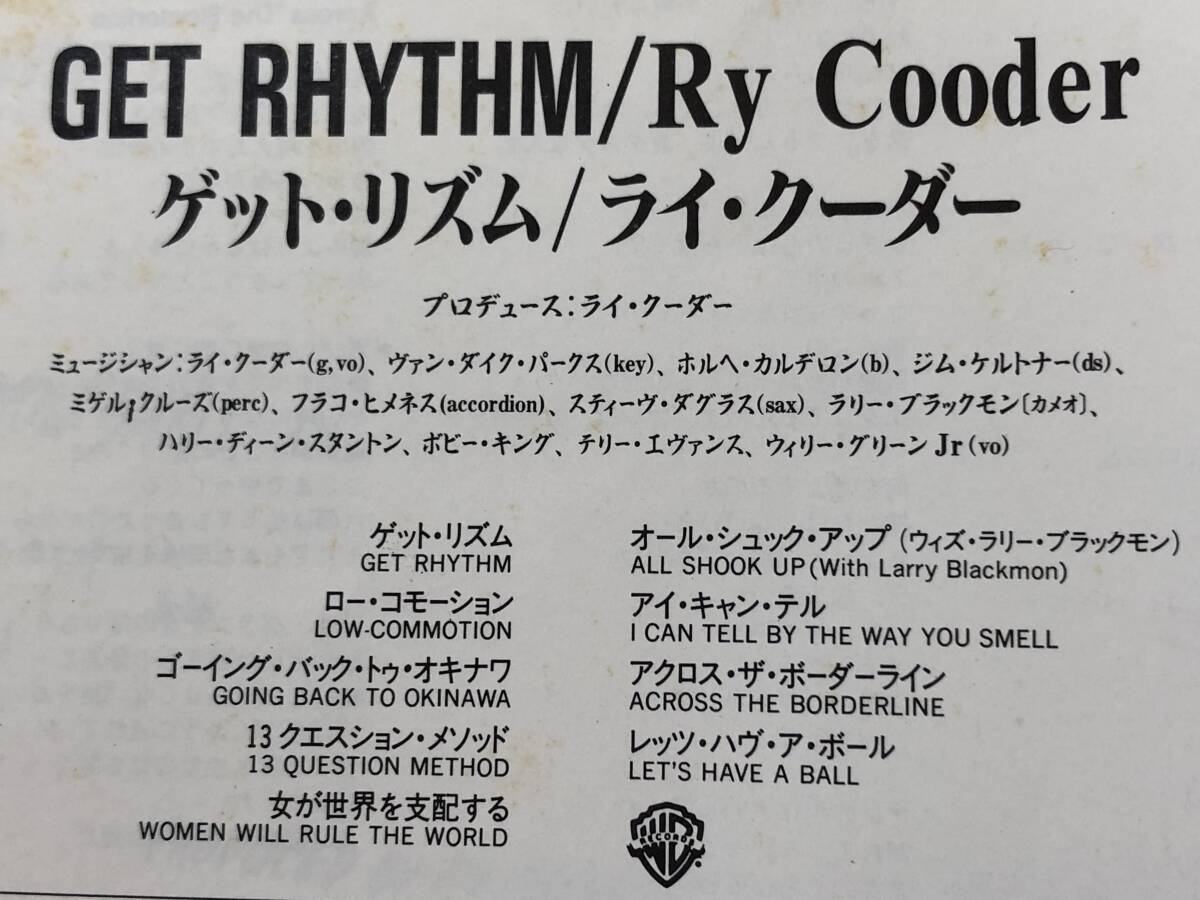 GET RHYTHM/Ry Cooder
ゲット・リズム/ライ・クーダー
プロデュース：ライ・クーダー
ミュージシャン：ライ・クーダー(g,vo)、ヴァン・ダイク・パークス(key)、ホルヘ・カルデロン(b)、ジム・ケルトナー(ds)、
ミゲル・クルーズ(perc)、フラコ・ヒメネス(accordion)、スティーヴ・ダグラス(sax)、ラリー・ブラックモン〔カメオ〕、
ハリー・ディーン・スタントン、ボビー・キング、テリー・エヴァンス、ウィリー・グリーン Jr (vo)
ゲット・リズム
GET RHYTHM
ロー・コモーション
LOW-COMMOTION
ゴーイング・バック・トゥ・オキナワ
GOING BACK TO OKINAWA
13 クエスション・メソッド
13 QUESTION METHOD
女が世界を支配する
WOMEN WILL RULE THE WORLD
オール・シュック・アップ（ウィズ・ラリー・ブラックモン）
ALL SHOOK UP (With Larry Blackmon)
アイ・キャン・テル
I CAN TELL BY THE WAY YOU SMELL
アクロス・ザ・ボーダーライン
ACROSS THE BORDERLINE
レッツ・ハヴ・ア・ボール
LET'S HAVE A BALL
RECORDS